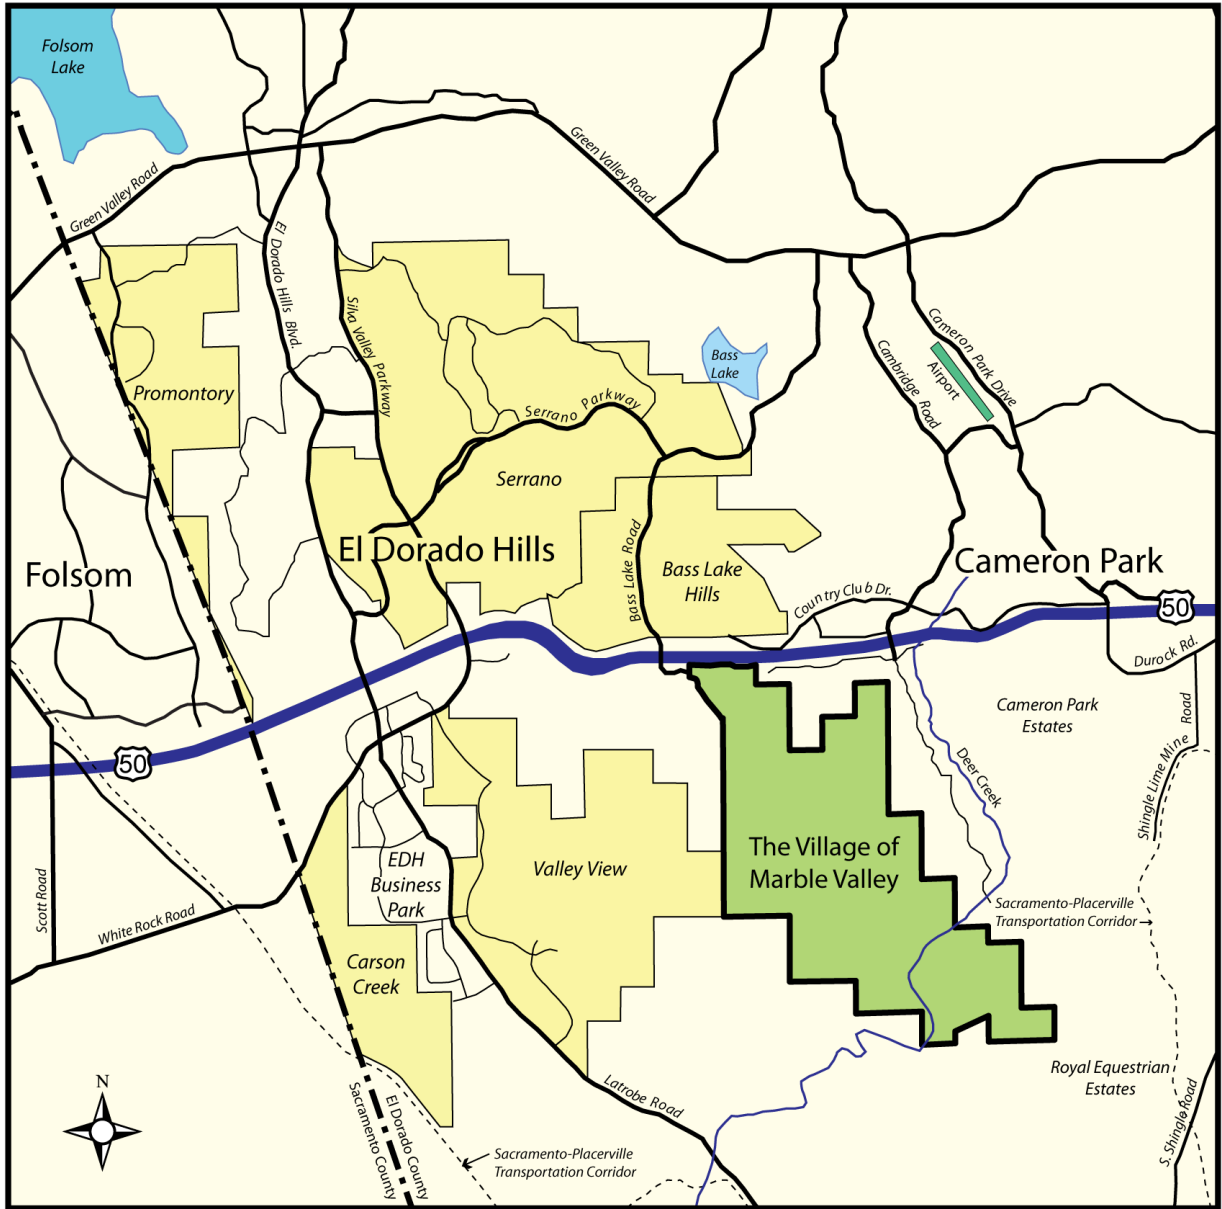 Folsom
Lake
Green Valley Road
Green Valley Road
El Dorado Hills Blvd.
Silva Valley Parkway
Bass
Lake
Cameron Park Drive
Airport
Cambridge Road
Promontory
Serrano Parkway
Serrano
El Dorado Hills
Folsom
Bass Lake Road
Bass Lake
Hills
Cameron Park
Country Club Dr.
50
Durock Rd.
Cameron Park
Estates
Shingle Lime Mine Road
50
Deer Creek
The Village of
Marble Valley
Valley View
EDH
Business
Park
Scott Road
White Rock Road
Sacramento-Placerville
Transportation Corridor
Carson
Creek
Royal Equestrian
Estates
N
Latrobe Road
S. Shingle Road
El Dorado County
Sacramento County
Sacramento-Placerville
Transportation Corridor